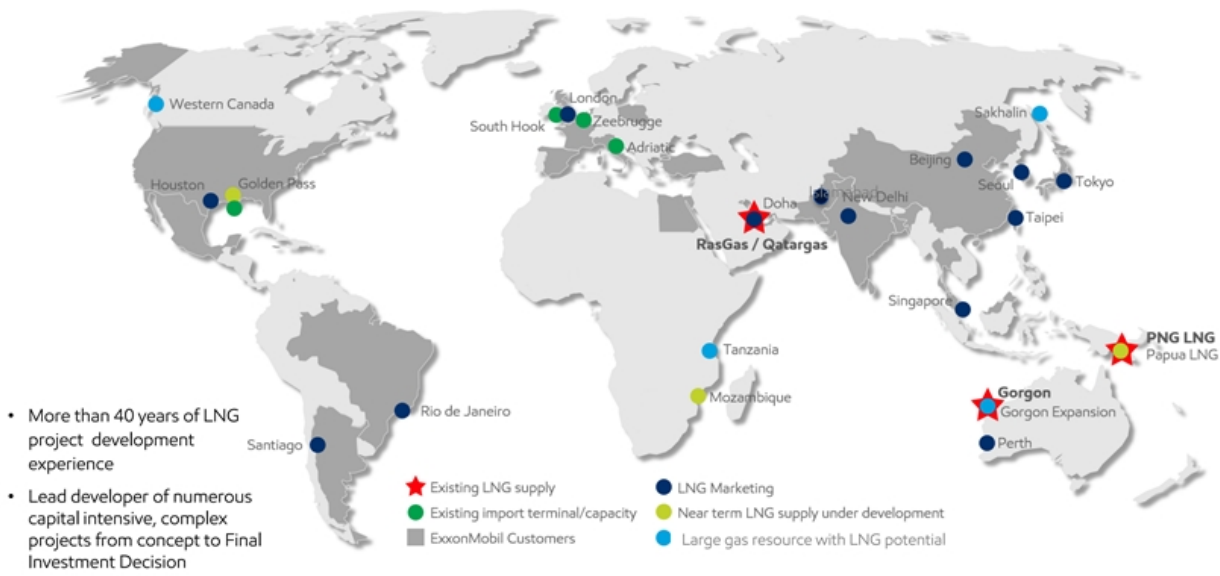 Western Canada
London
South Hook
Zeebrugge
Adriatic
Sakhalin
Beijing
Seoul
Tokyo
Houston
Golden Pass
Islamabad
New Delhi
Doha
Taipei
RasGas / Qatargas
Singapore
Tanzania
PNG LNG
Papua LNG
Mozambique
Gorgon
Gorgon Expansion
Rio de Janeiro
Santiago
Perth
• More than 40 years of LNG
project development
experience
• Lead developer of numerous
capital intensive, complex
projects from concept to Final
Investment Decision
Existing LNG supply
Existing import terminal/capacity
ExxonMobil Customers
LNG Marketing
Near term LNG supply under development
Large gas resource with LNG potential